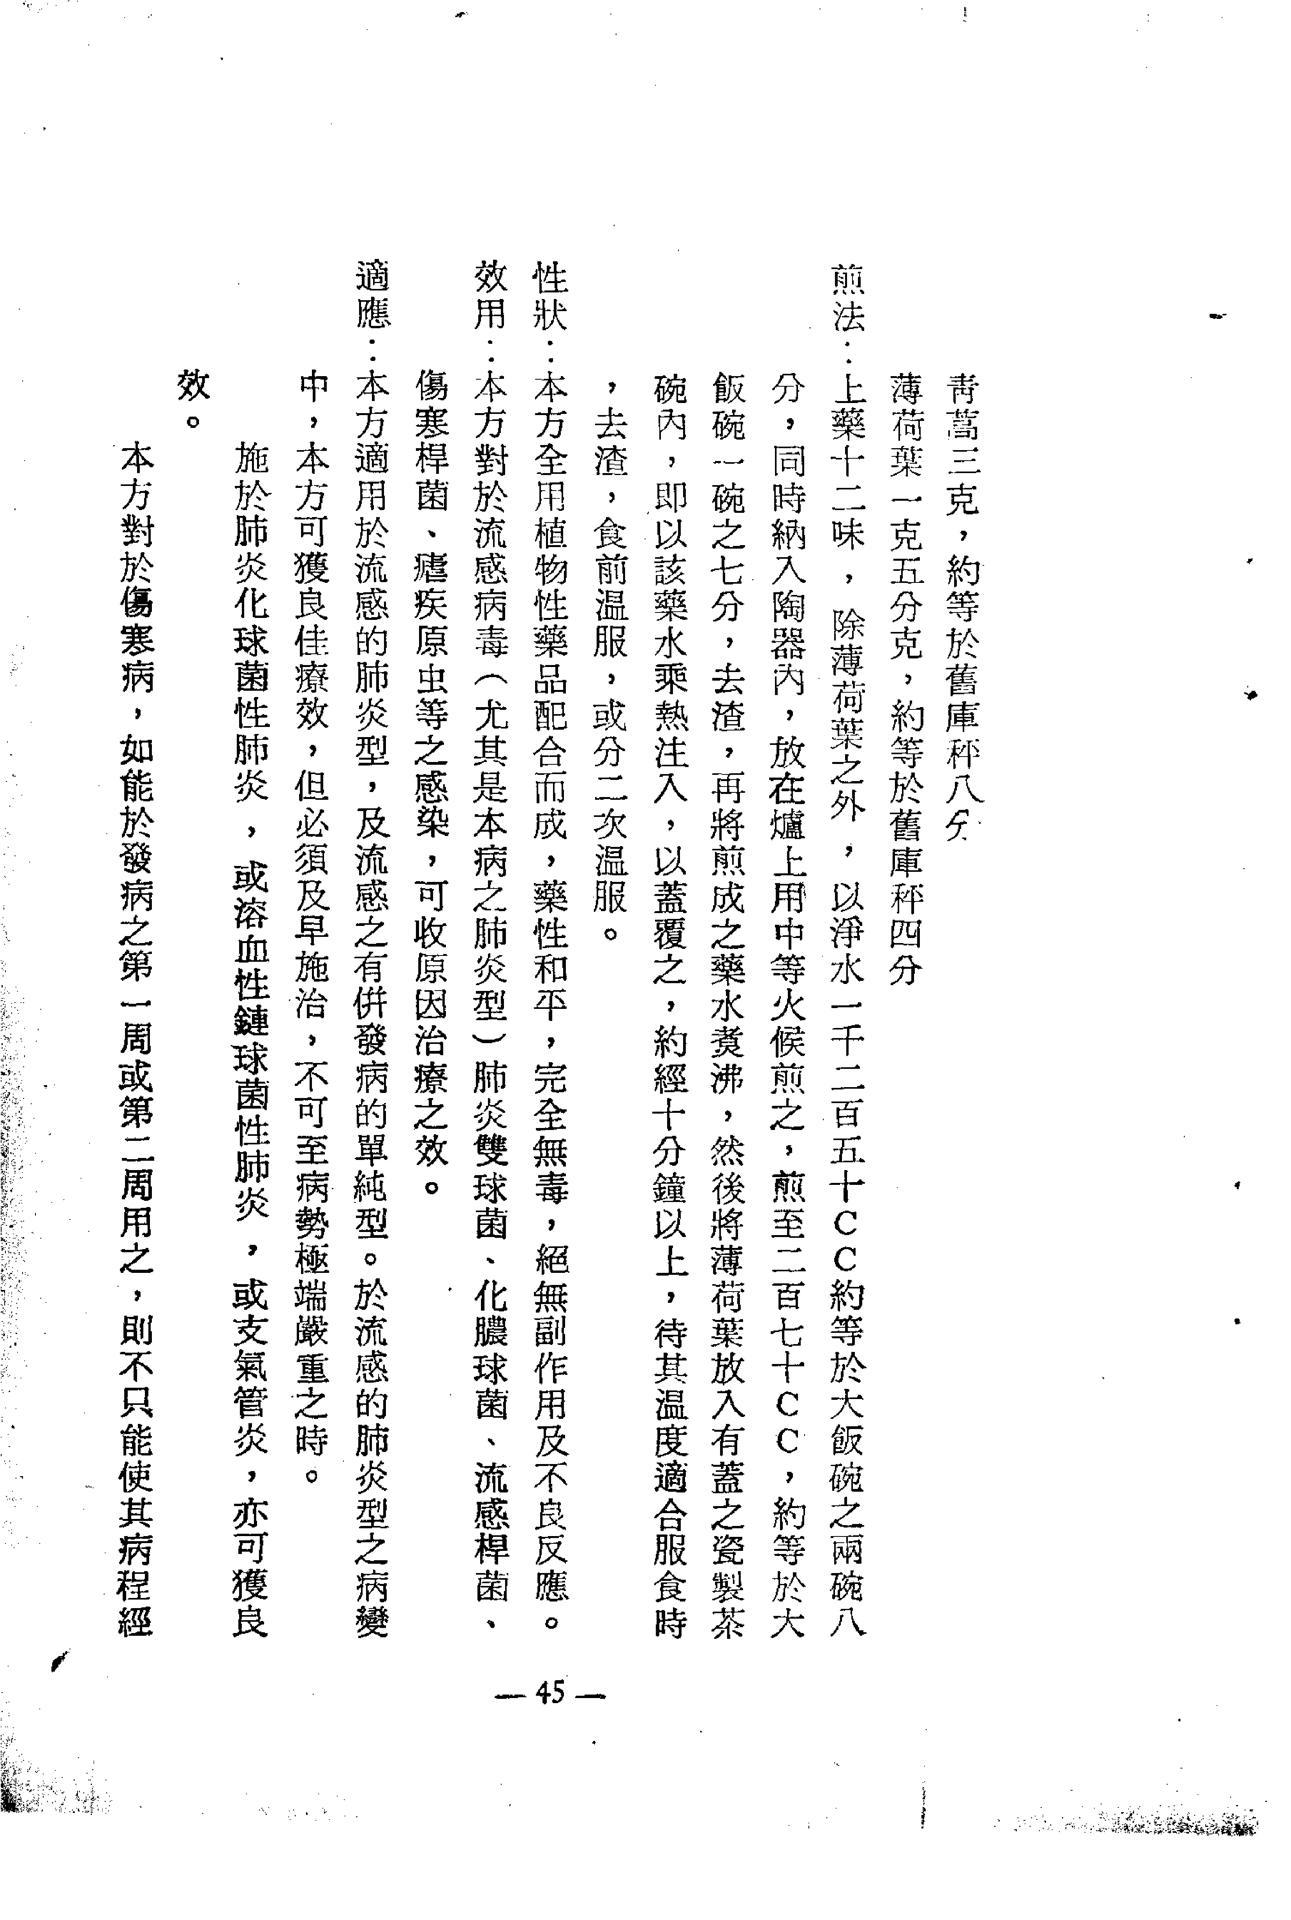 青蒿三克，約等於舊庫秤八分
薄荷葉一克五分克，約等於舊庫秤四分
煎法：上藥十二味，除薄荷葉之外，以淨水一千二百五十ＣＣ約等於大飯碗之兩碗八
分，同時納入陶器內，放在爐上用中等火候煎之，煎至二百七十ＣＣ，約等於大
飯碗一碗之七分，去渣，再將煎成之藥水煑沸，然後將薄荷葉放入有蓋之瓷製茶
碗內，即以該藥水乘熱注入，以蓋覆之，約經十分鐘以上，待其溫度適合服食時
，去渣，食前溫服，或分二次溫服。
性狀：本方全用植物性藥品配合而成，藥性和平，完全無毒，絕無副作用及不良反應。
效用：本方對於流感病毒（尤其是本病之肺炎型）肺炎雙球菌、化膿球菌、流感桿菌、
傷寒桿菌、瘧疾原虫等之感染，可收原因治療之效。
適應：本方適用於流感的肺炎型，及流感之有併發病的單純型。於流感的肺炎型之病變
中，本方可獲良佳療效，但必須及早施治，不可至病勢極端嚴重之時。
施於肺炎化球菌性肺炎，或溶血性鏈球菌性肺炎，或支氣管炎，亦可獲良
效。
本方對於傷寒病，如能於發病之第一周或第二周用之，則不只能使其病程經
— 45 —